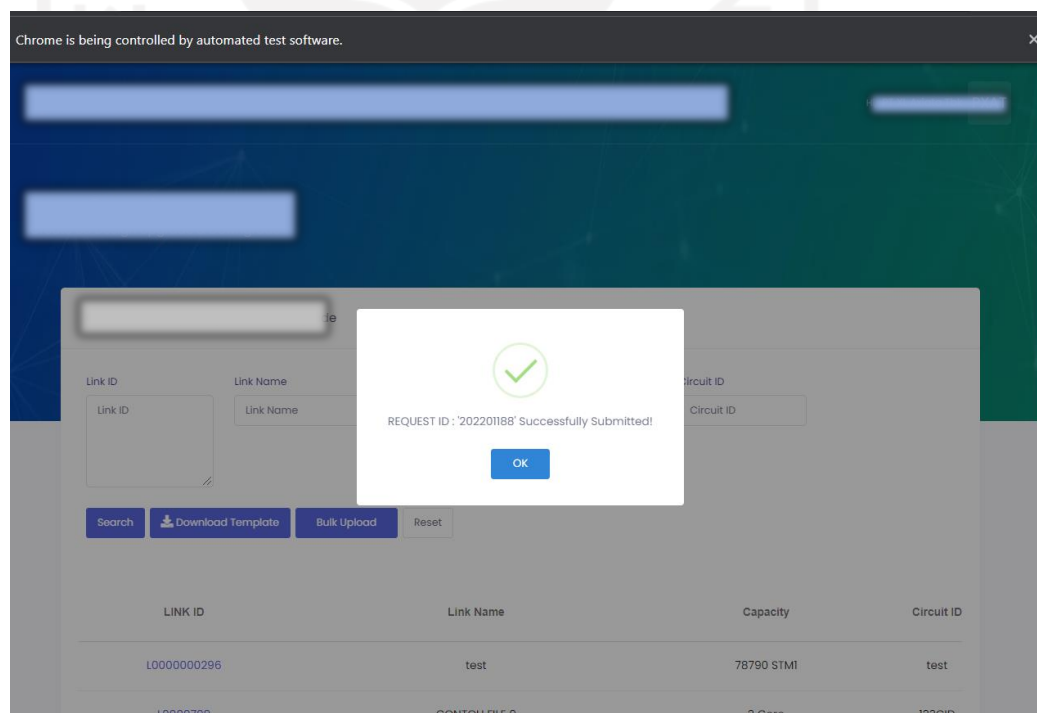 Chrome is being controlled by automated test software.
Link ID
Link Name
Circuit ID
Link ID
Link Name
Circuit ID
REQUEST ID : '202201188' Successfully Submitted!
OK
Search
Download Template
Bulk Upload
Reset
LINK ID
Link Name
Capacity
Circuit ID
L0000000296
test
78790 STM1
test